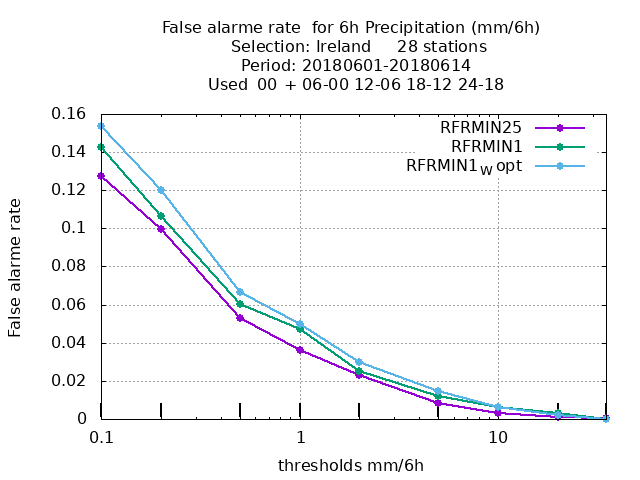 False alarme rate  for 6h Precipitation (mm/6h)
Selection: Ireland     28 stations
Period: 20180601-20180614
Used  00  + 06-00 12-06 18-12 24-18
RFRMIN25
RFRMIN1
RFRMIN1W opt
0.16
0.14
0.12
0.1
0.08
0.06
0.04
0.02
0
False alarme rate
0.1 1 10
thresholds mm/6h